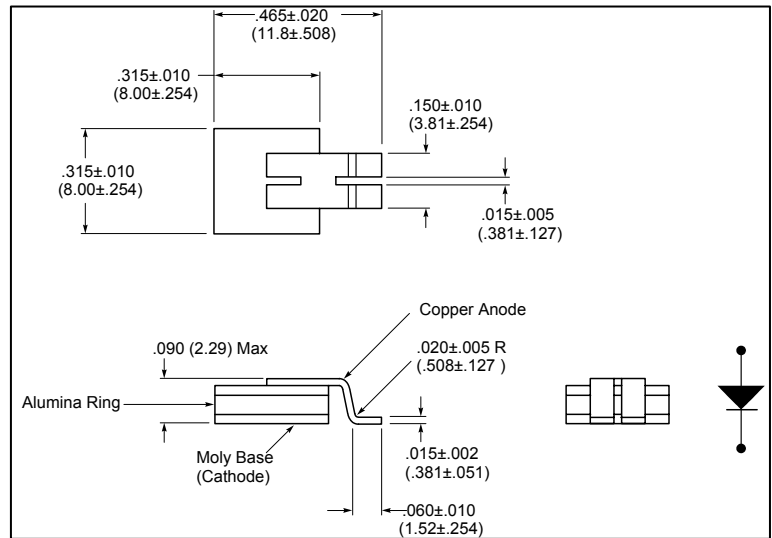 .465±.020
(11.8±.508)
.315±.010
(8.00±.254)
.150±.010
(3.81±.254)
.315±.010
(8.00±.254)
.015±.005
(.381±.127)
Copper Anode
.090 (2.29) Max
.020±.005 R
(.508±.127 )
Alumina Ring
Moly Base
(Cathode)
.015±.002
(.381±.051)
.060±.010
(1.52±.254)